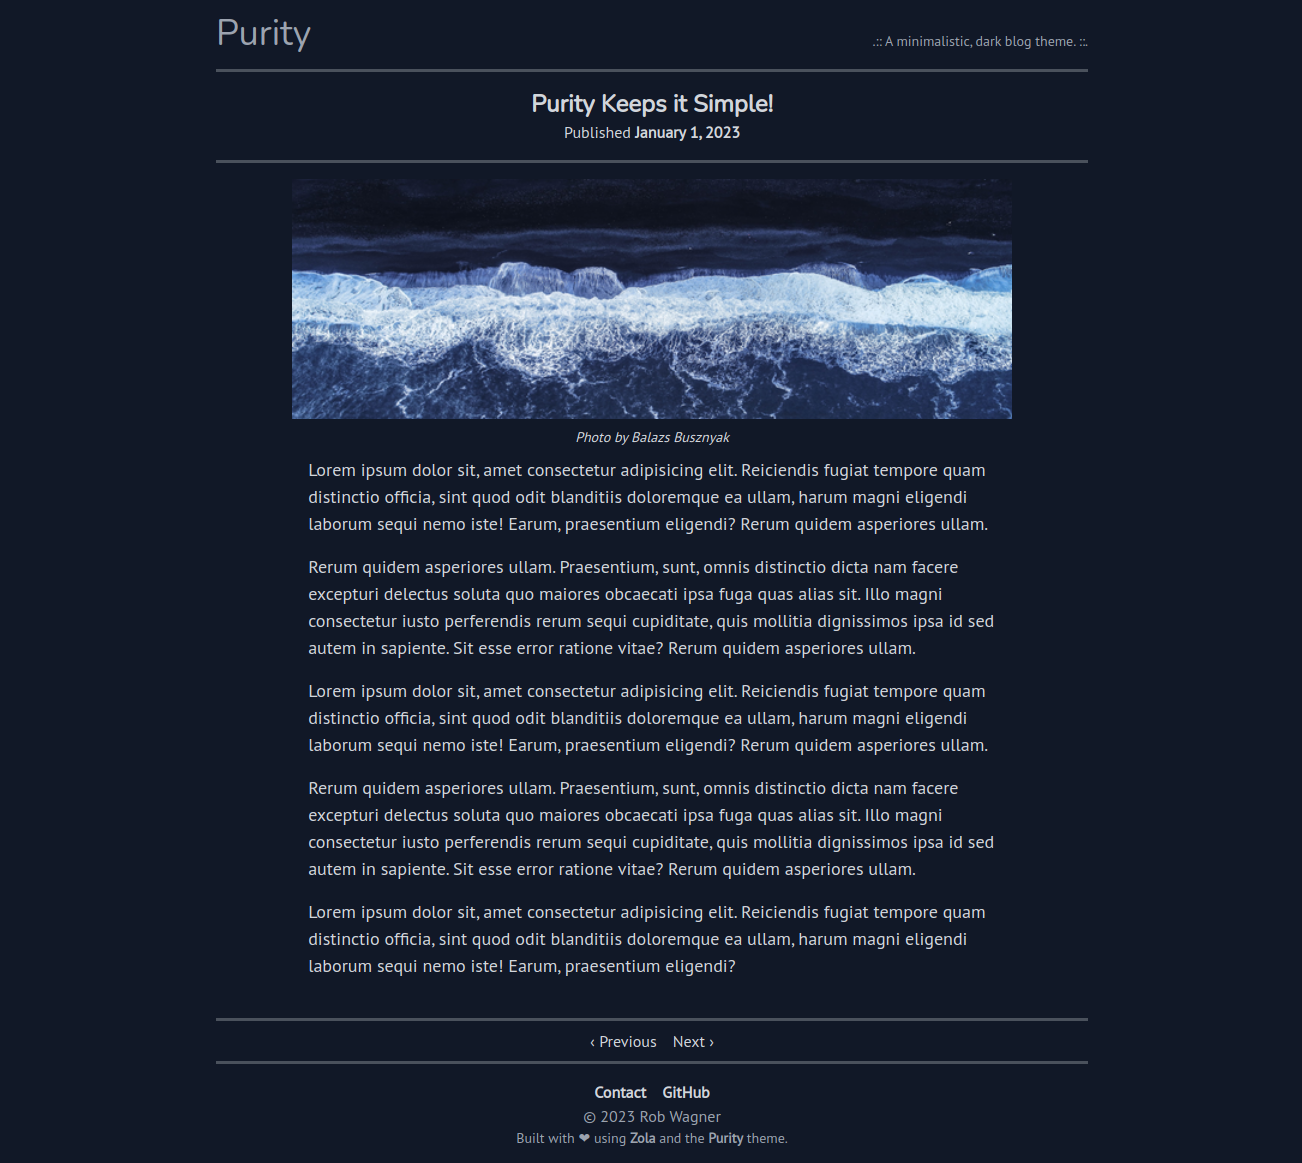 Purity
.:: A minimalistic, dark blog theme. ::.
Purity Keeps it Simple!
Published January 1, 2023
Photo by Balazs Busznyak
Lorem ipsum dolor sit, amet consectetur adipisicing elit. Reiciendis fugiat tempore quam
distinctio officia, sint quod odit blanditiis doloremque ea ullam, harum magni eligendi
laborum sequi nemo iste! Earum, praesentium eligendi? Rerum quidem asperiores ullam.
Rerum quidem asperiores ullam. Praesentium, sunt, omnis distinctio dicta nam facere
excepturi delectus soluta quo maiores obcaecati ipsa fuga quas alias sit. Illo magni
consectetur iusto perferendis rerum sequi cupiditate, quis mollitia dignissimos ipsa id sed
autem in sapiente. Sit esse error ratione vitae? Rerum quidem asperiores ullam.
Lorem ipsum dolor sit, amet consectetur adipisicing elit. Reiciendis fugiat tempore quam
distinctio officia, sint quod odit blanditiis doloremque ea ullam, harum magni eligendi
laborum sequi nemo iste! Earum, praesentium eligendi? Rerum quidem asperiores ullam.
Rerum quidem asperiores ullam. Praesentium, sunt, omnis distinctio dicta nam facere
excepturi delectus soluta quo maiores obcaecati ipsa fuga quas alias sit. Illo magni
consectetur iusto perferendis rerum sequi cupiditate, quis mollitia dignissimos ipsa id sed
autem in sapiente. Sit esse error ratione vitae? Rerum quidem asperiores ullam.
Lorem ipsum dolor sit, amet consectetur adipisicing elit. Reiciendis fugiat tempore quam
distinctio officia, sint quod odit blanditiis doloremque ea ullam, harum magni eligendi
laborum sequi nemo iste! Earum, praesentium eligendi?
‹ Previous Next ›
Contact GitHub
© 2023 Rob Wagner
Built with ❤ using Zola and the Purity theme.